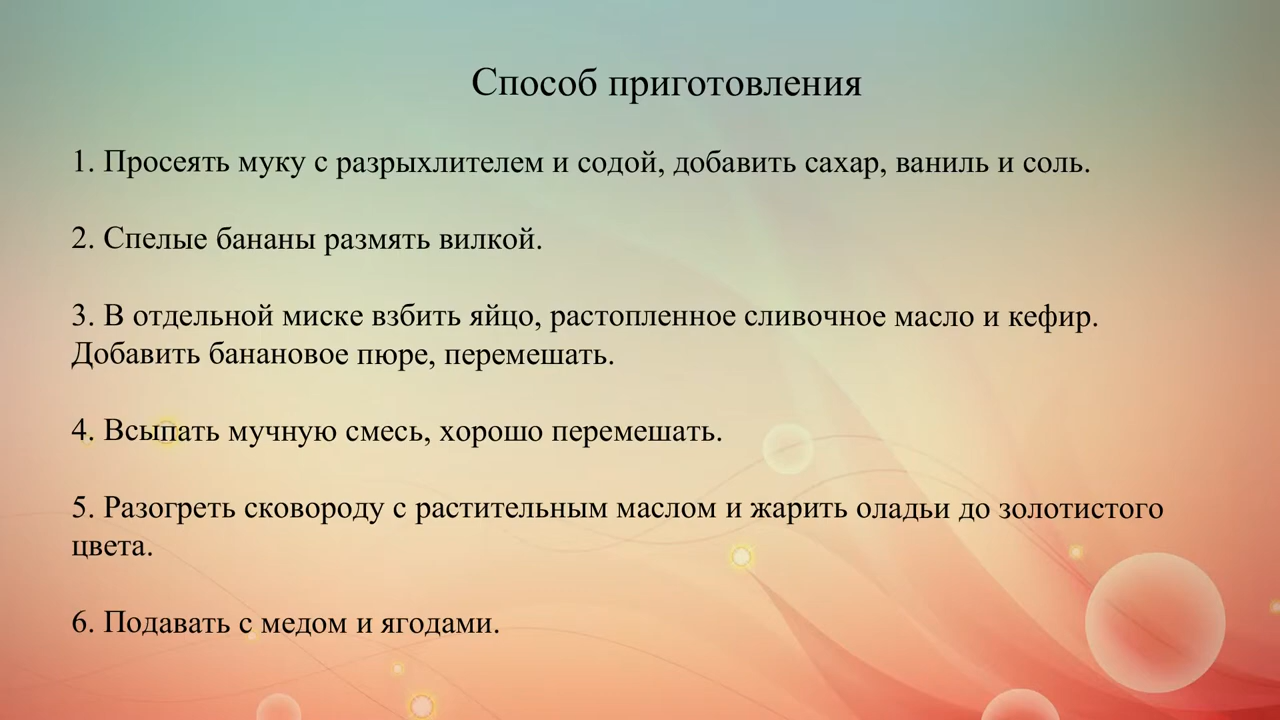 Способ приготовления
1. Просеять муку с разрыхлителем и содой, добавить сахар, ваниль и соль.
2. Спелые бананы размять вилкой.
3. В отдельной миске взбить яйцо, растопленное сливочное масло и кефир.
Добавить банановое пюре, перемешать.
4. Всыпать мучную смесь, хорошо перемешать.
5. Разогреть сковороду с растительным маслом и жарить оладьи до золотистого
цвета.
6. Подавать с медом и ягодами.